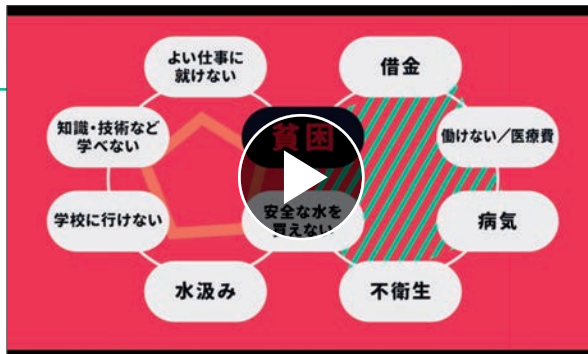 よい仕事に
就けない
借金
知識・技術など
学べない
貧困
働けない／医療費
学校に行けない
安全な水を
買えない
病気
水汲み
不衛生